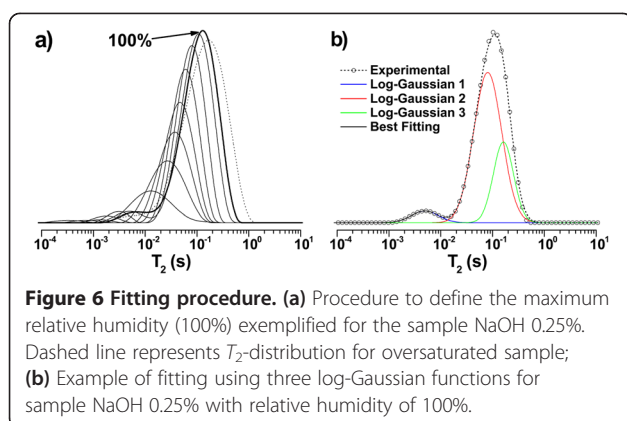 a)
100%
b)
Experimental
Log-Gaussian 1
Log-Gaussian 2
Log-Gaussian 3
Best Fitting
10⁻⁴ 10⁻³ 10⁻² 10⁻¹ 10⁰ 10¹
T₂ (s)
10⁻⁴ 10⁻³ 10⁻² 10⁻¹ 10⁰ 10¹
T₂ (s)
Figure 6 Fitting procedure. (a) Procedure to define the maximum
relative humidity (100%) exemplified for the sample NaOH 0.25%.
Dashed line represents T₂-distribution for oversaturated sample;
(b) Example of fitting using three log-Gaussian functions for
sample NaOH 0.25% with relative humidity of 100%.